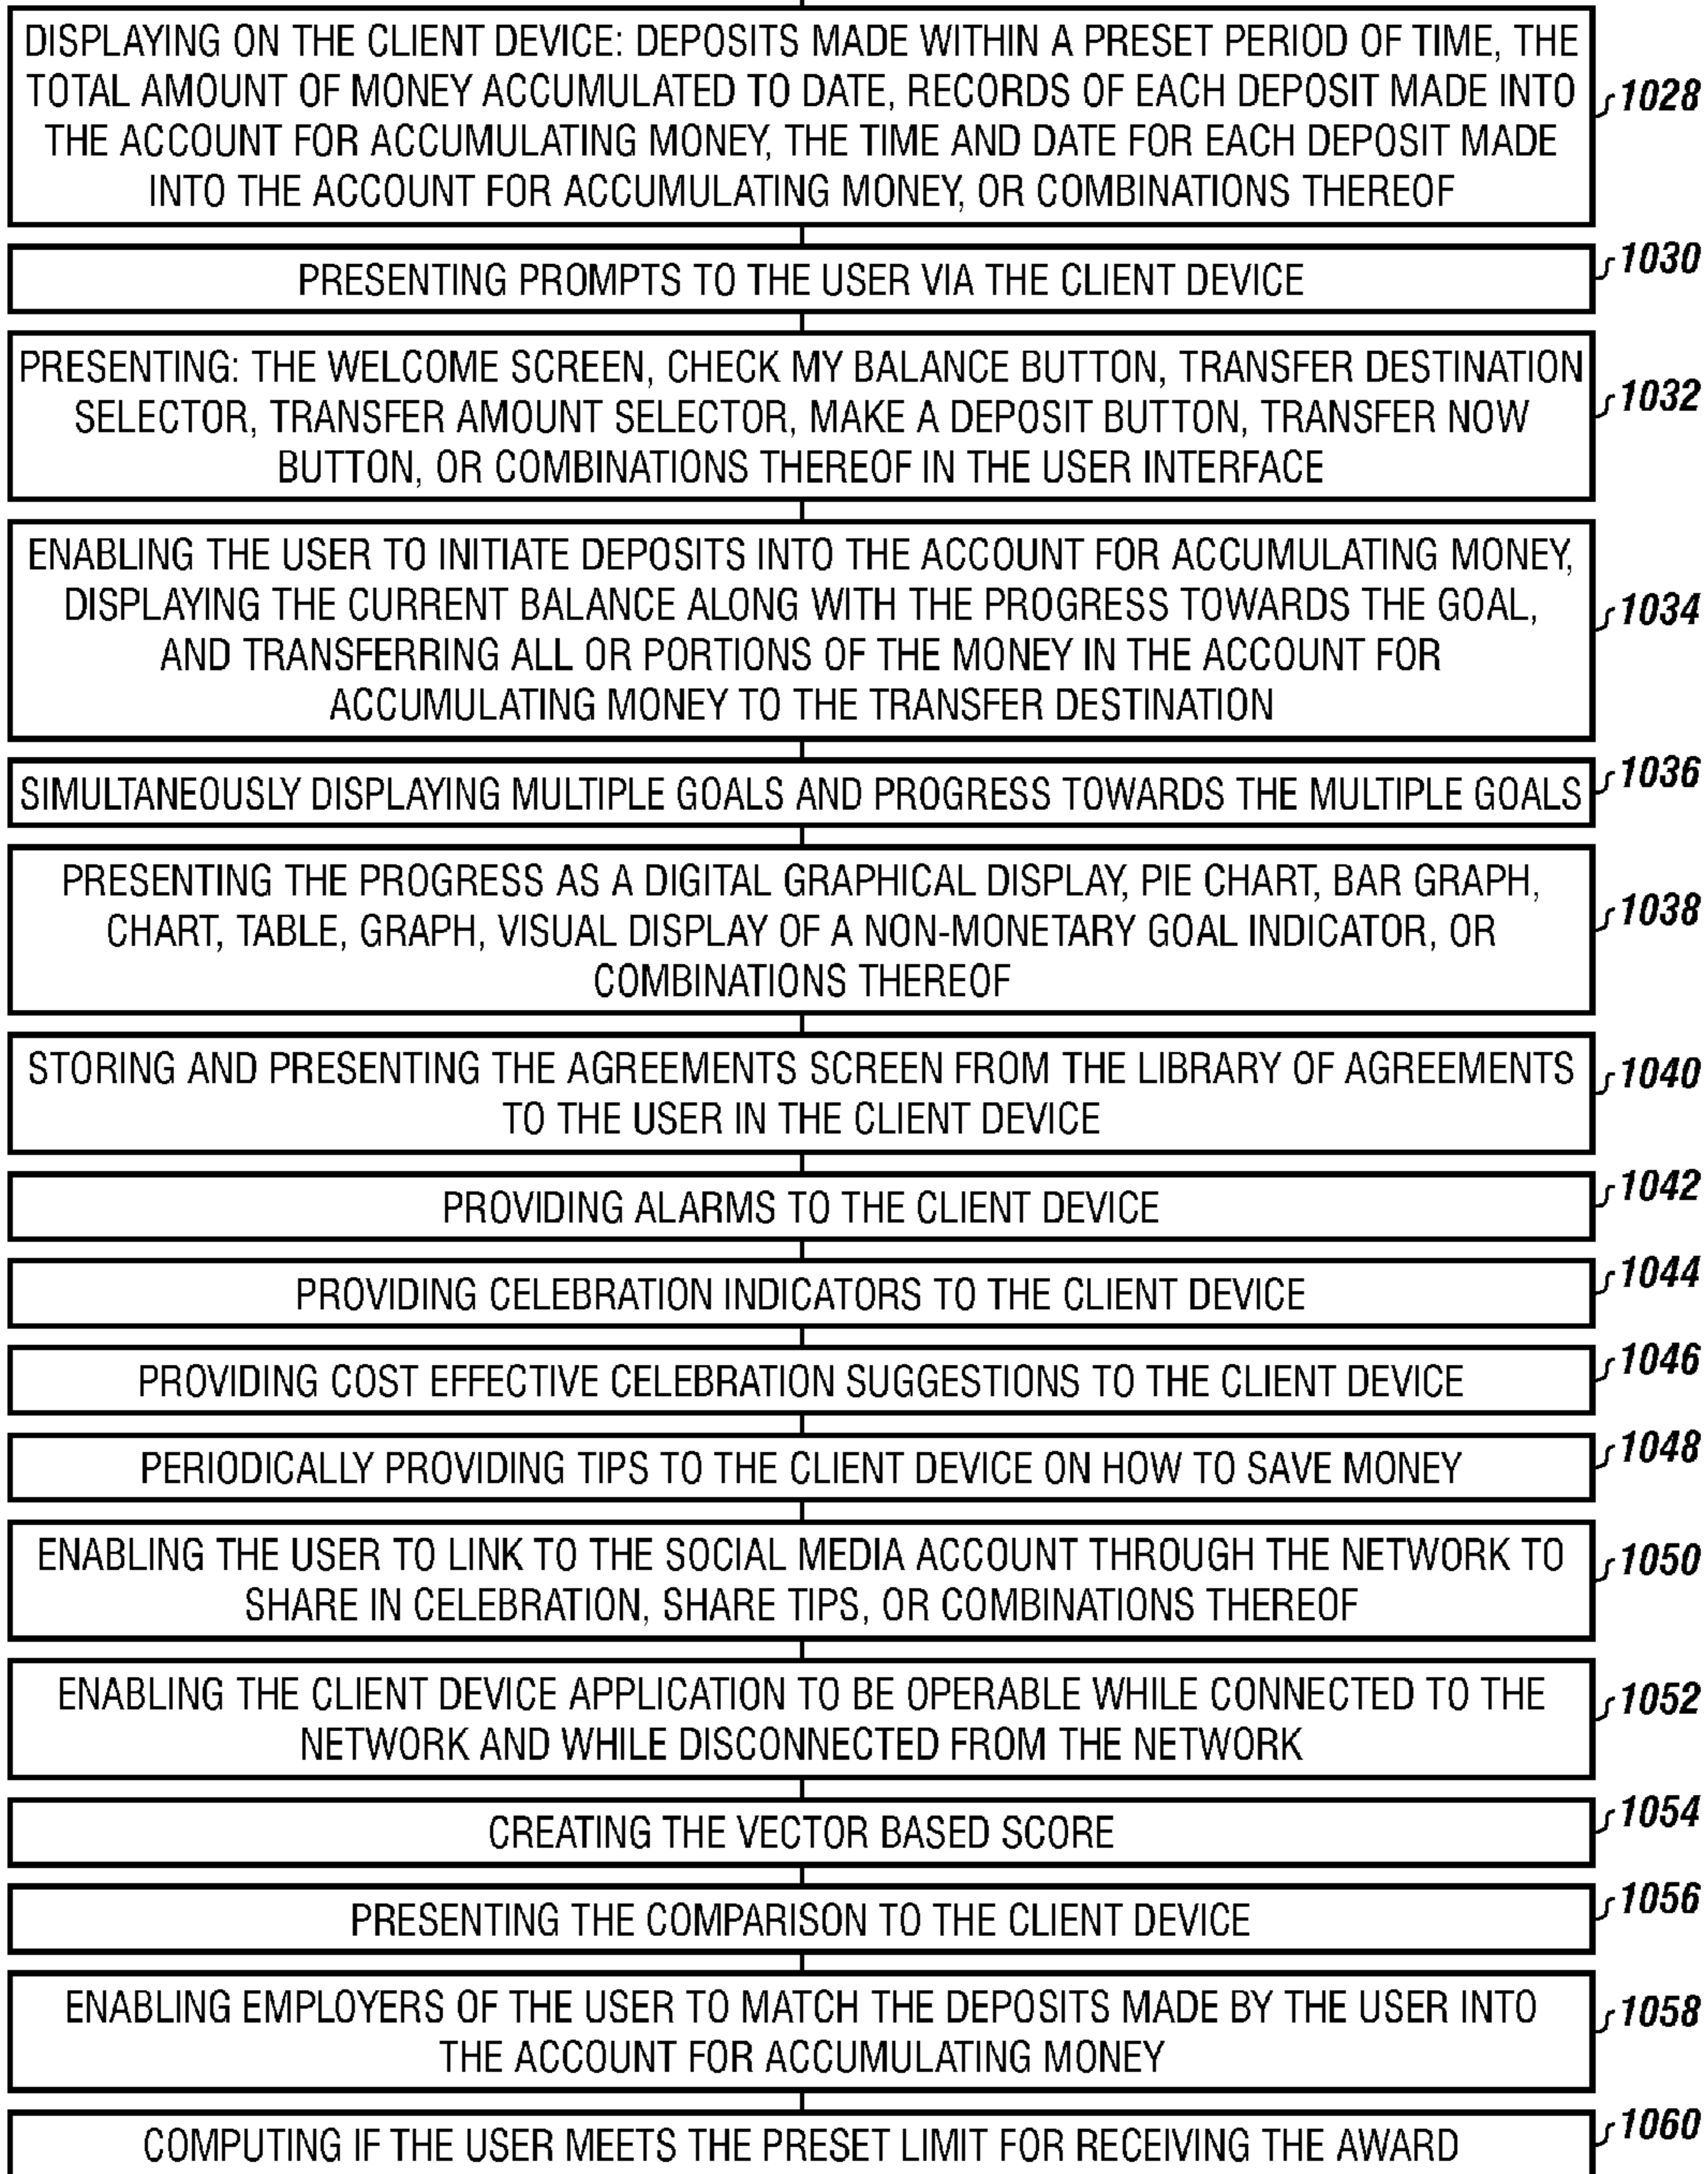 DISPLAYING ON THE CLIENT DEVICE: DEPOSITS MADE WITHIN A PRESET PERIOD OF TIME, THE
TOTAL AMOUNT OF MONEY ACCUMULATED TO DATE, RECORDS OF EACH DEPOSIT MADE INTO
THE ACCOUNT FOR ACCUMULATING MONEY, THE TIME AND DATE FOR EACH DEPOSIT MADE
INTO THE ACCOUNT FOR ACCUMULATING MONEY, OR COMBINATIONS THEREOF
1028
PRESENTING PROMPTS TO THE USER VIA THE CLIENT DEVICE
1030
PRESENTING: THE WELCOME SCREEN, CHECK MY BALANCE BUTTON, TRANSFER DESTINATION
SELECTOR, TRANSFER AMOUNT SELECTOR, MAKE A DEPOSIT BUTTON, TRANSFER NOW
BUTTON, OR COMBINATIONS THEREOF IN THE USER INTERFACE
1032
ENABLING THE USER TO INITIATE DEPOSITS INTO THE ACCOUNT FOR ACCUMULATING MONEY,
DISPLAYING THE CURRENT BALANCE ALONG WITH THE PROGRESS TOWARDS THE GOAL,
AND TRANSFERRING ALL OR PORTIONS OF THE MONEY IN THE ACCOUNT FOR
ACCUMULATING MONEY TO THE TRANSFER DESTINATION
1034
SIMULTANEOUSLY DISPLAYING MULTIPLE GOALS AND PROGRESS TOWARDS THE MULTIPLE GOALS
1036
PRESENTING THE PROGRESS AS A DIGITAL GRAPHICAL DISPLAY, PIE CHART, BAR GRAPH,
CHART, TABLE, GRAPH, VISUAL DISPLAY OF A NON-MONETARY GOAL INDICATOR, OR
COMBINATIONS THEREOF
1038
STORING AND PRESENTING THE AGREEMENTS SCREEN FROM THE LIBRARY OF AGREEMENTS
TO THE USER IN THE CLIENT DEVICE
1040
PROVIDING ALARMS TO THE CLIENT DEVICE
1042
PROVIDING CELEBRATION INDICATORS TO THE CLIENT DEVICE
1044
PROVIDING COST EFFECTIVE CELEBRATION SUGGESTIONS TO THE CLIENT DEVICE
1046
PERIODICALLY PROVIDING TIPS TO THE CLIENT DEVICE ON HOW TO SAVE MONEY
1048
ENABLING THE USER TO LINK TO THE SOCIAL MEDIA ACCOUNT THROUGH THE NETWORK TO
SHARE IN CELEBRATION, SHARE TIPS, OR COMBINATIONS THEREOF
1050
ENABLING THE CLIENT DEVICE APPLICATION TO BE OPERABLE WHILE CONNECTED TO THE
NETWORK AND WHILE DISCONNECTED FROM THE NETWORK
1052
CREATING THE VECTOR BASED SCORE
1054
PRESENTING THE COMPARISON TO THE CLIENT DEVICE
1056
ENABLING EMPLOYERS OF THE USER TO MATCH THE DEPOSITS MADE BY THE USER INTO
THE ACCOUNT FOR ACCUMULATING MONEY
1058
COMPUTING IF THE USER MEETS THE PRESET LIMIT FOR RECEIVING THE AWARD
1060